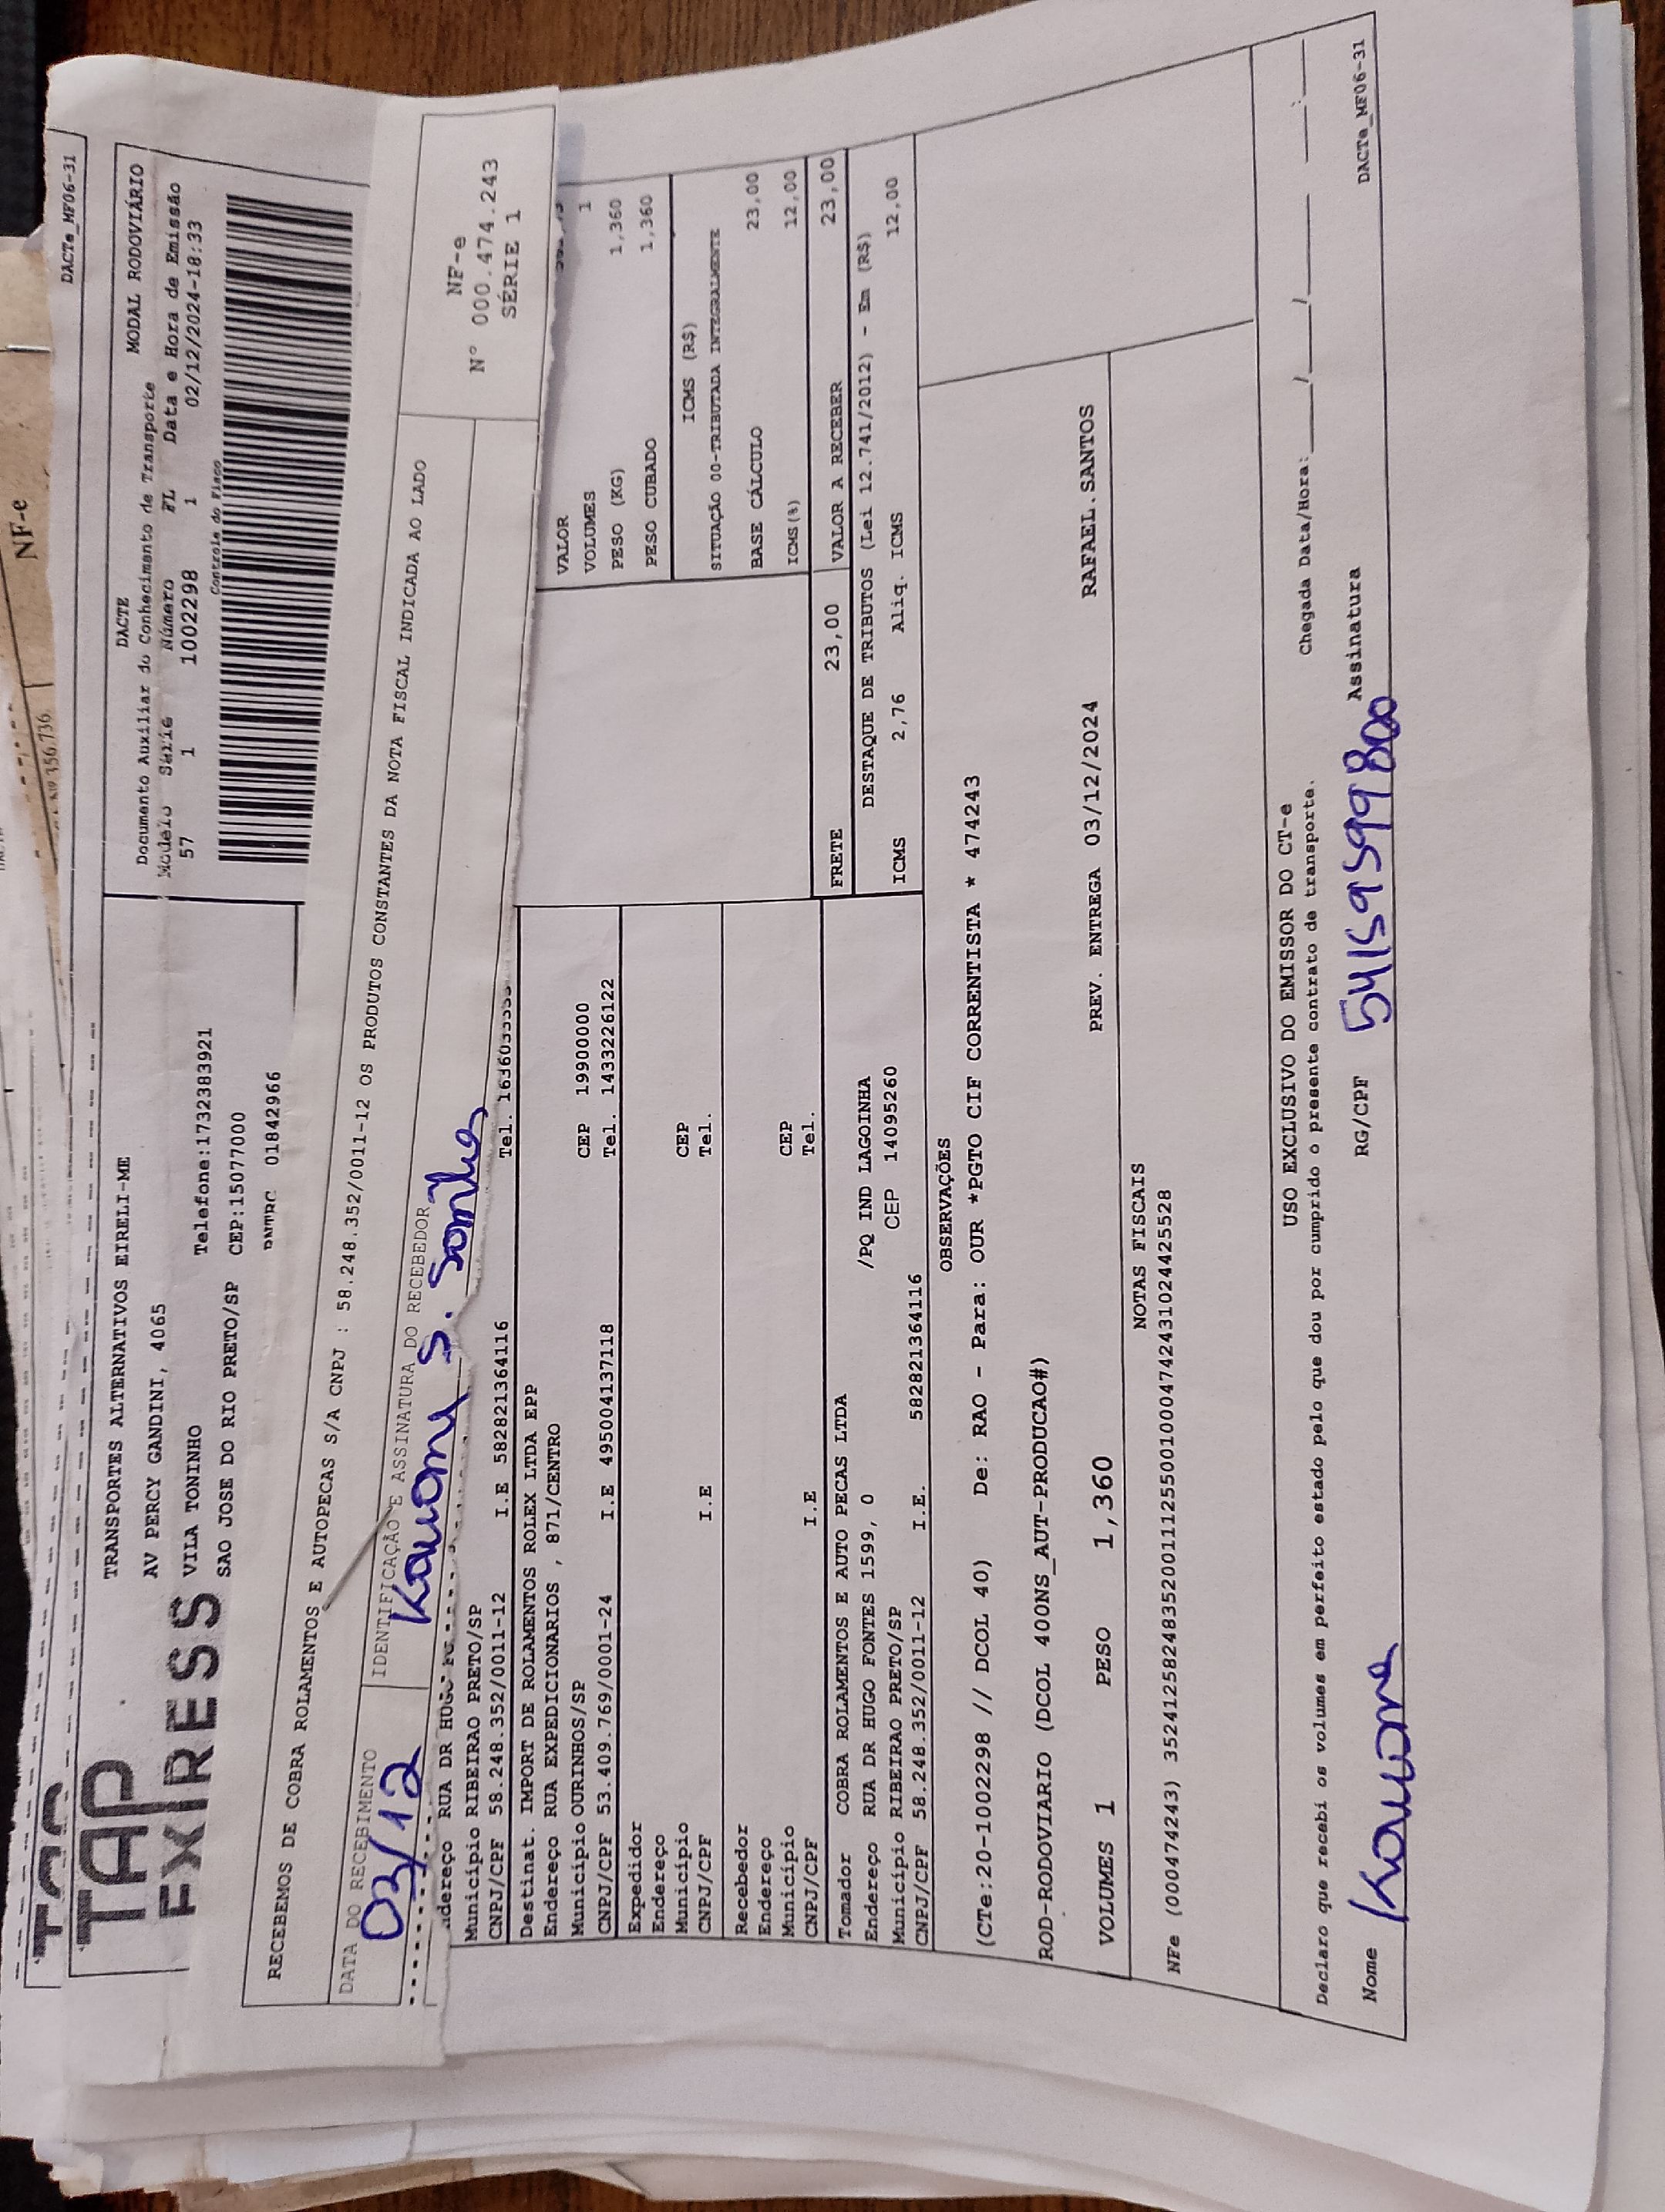 DACTe_MF06-31
TAP
EXPRESS
TRANSPORTES ALTERNATIVOS EIRELI-ME
AV PERCY GANDINI, 4065
VILA TONINHO Telefone:1732383921
SAO JOSE DO RIO PRETO/SP CEP:15077000
01842966
DACTE MODAL RODOVIÁRIO
Documento Auxiliar do Conhecimento de Transporte
Modelo Série Número FL Data e Hora de Emissão
57 1 1002298 1 02/12/2024-18:33
Controle do Fisco
RECEBEMOS DE COBRA ROLAMENTOS E AUTOPECAS S/A CNPJ : 58.248.352/0011-12 OS PRODUTOS CONSTANTES DA NOTA FISCAL INDICADA AO LADO
DATA DO RECEBIMENTO IDENTIFICAÇÃO E ASSINATURA DO RECEBEDOR
03/12
NF-e
Nº 000.474.243
SÉRIE 1
Endereço RUA DR HUGO
Município RIBEIRAO PRETO/SP
CNPJ/CPF 58.248.352/0011-12 I.E 582821364116 Tel.
Destinat. IMPORT DE ROLAMENTOS ROLEX LTDA EPP
Endereço RUA EXPEDICIONARIOS , 871/CENTRO
Município OURINHOS/SP CEP 19900000
CNPJ/CPF 53.409.769/0001-24 I.E 495004137118 Tel. 1433226122
Expedidor
Endereço
Município CEP
CNPJ/CPF I.E Tel.
Recebedor
Endereço
Município CEP
CNPJ/CPF I.E Tel.
Tomador COBRA ROLAMENTOS E AUTO PECAS LTDA
Endereço RUA DR HUGO FONTES 1599, 0 /PQ IND LAGOINHA
Município RIBEIRAO PRETO/SP CEP 14095260
CNPJ/CPF 58.248.352/0011-12 I.E. 582821364116
VALOR
VOLUMES 1
PESO (KG) 1,360
PESO CUBADO 1,360
ICMS (R$)
SITUAÇÃO 00-TRIBUTADA INTEGRALMENTE
BASE CÁLCULO 23,00
ICMS(%) 12,00
FRETE 23,00 VALOR A RECEBER 23,00
DESTAQUE DE TRIBUTOS (Lei 12.741/2012) - Em (R$)
ICMS 2,76 Aliq. ICMS 12,00
OBSERVAÇÕES
(CTe:20-1002298 // DCOL 40) De: RAO - Para: OUR *PGTO CIF CORRENTISTA * 474243
ROD-RODOVIARIO (DCOL 400NS_AUT-PRODUCAO#)
VOLUMES 1 PESO 1,360 PREV. ENTREGA 03/12/2024 RAFAEL.SANTOS
NOTAS FISCAIS
NFe (000474243) 35241258248352001112550010004742431024425528
USO EXCLUSIVO DO EMISSOR DO CT-e
Declaro que recebi os volumes em perfeito estado pelo que dou por cumprido o presente contrato de transporte. Chegada Data/Hora:____/____/____ ____:____
Nome RG/CPF Assinatura
DACTe_MF06-31
NF-e